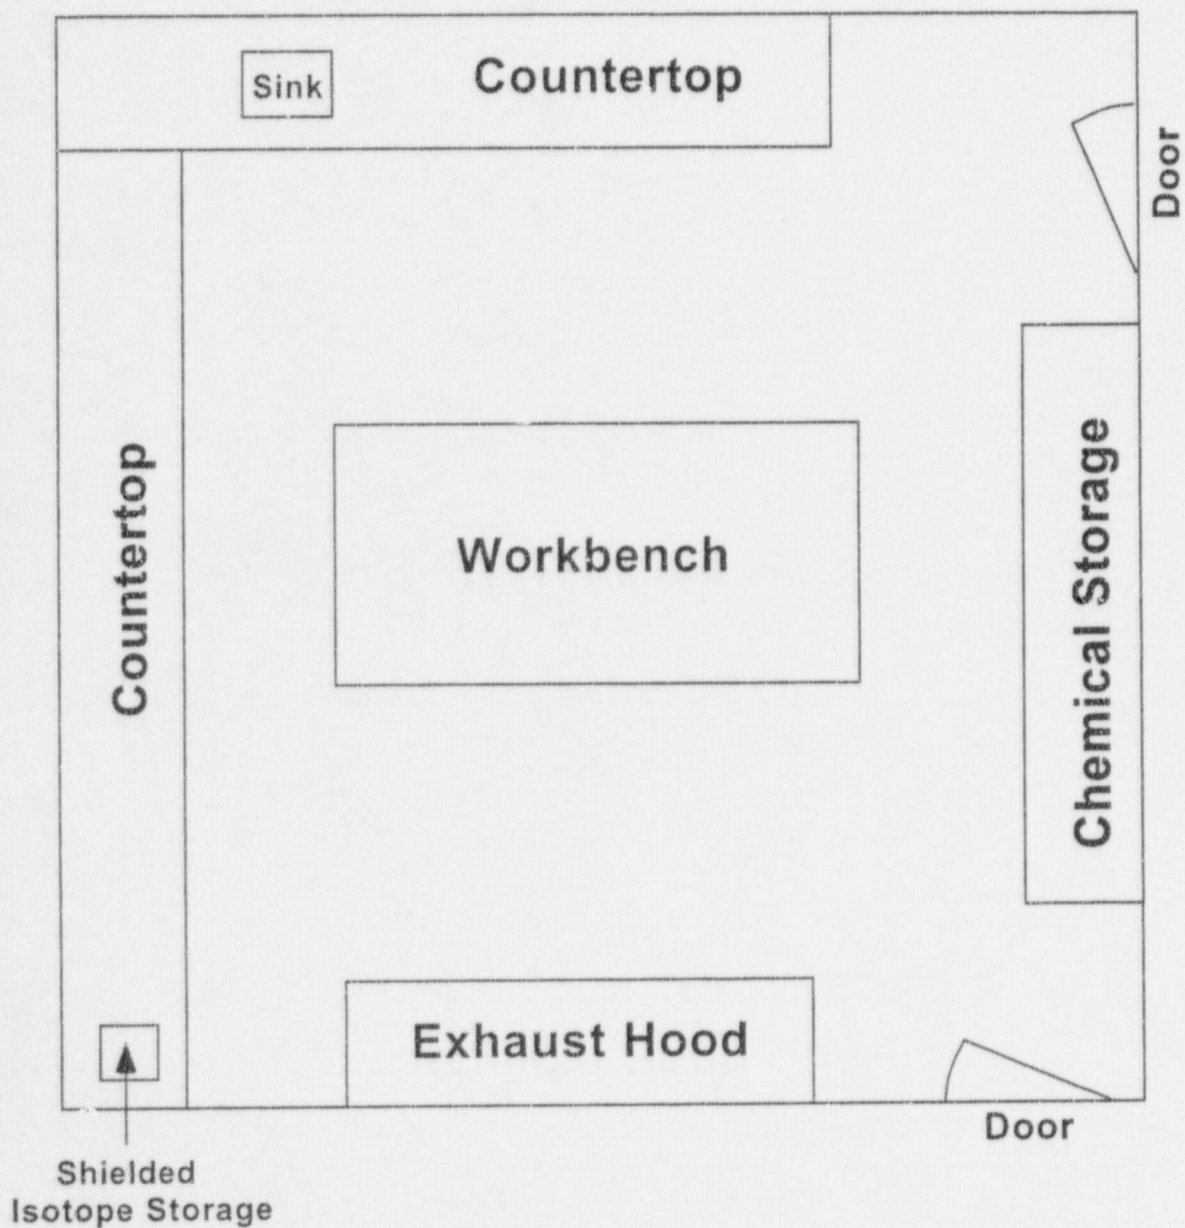 Sink
Countertop
Door
Countertop
Workbench
Chemical Storage
Exhaust Hood
Door
Shielded
Isotope Storage